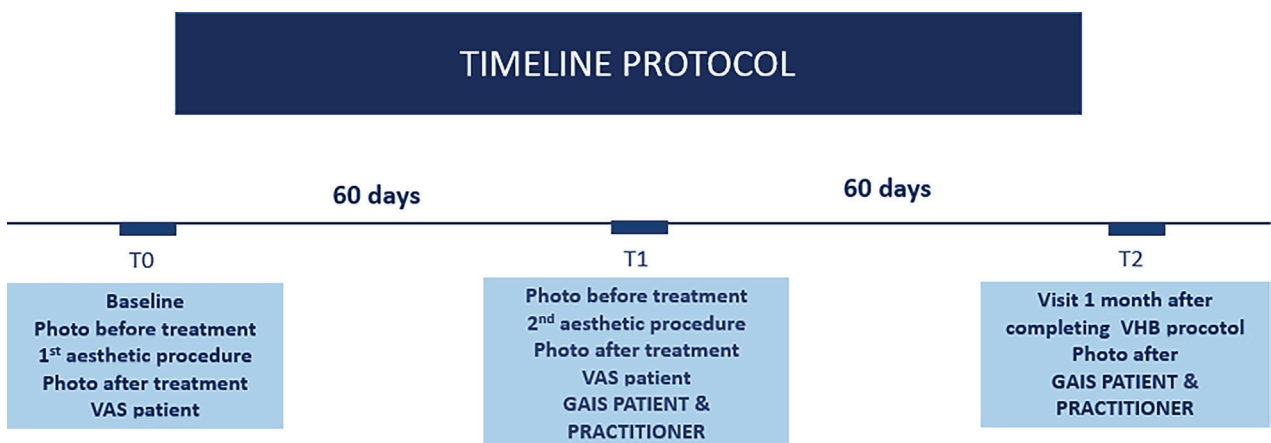 TIMELINE PROTOCOL
60 days
60 days
T0
T1
T2
Baseline
Photo before treatment
1st aesthetic procedure
Photo after treatment
VAS patient
Photo before treatment
2nd aesthetic procedure
Photo after treatment
VAS patient
GAIS PATIENT &
PRACTITIONER
Visit 1 month after
completing VHB procotol
Photo after
GAIS PATIENT &
PRACTITIONER